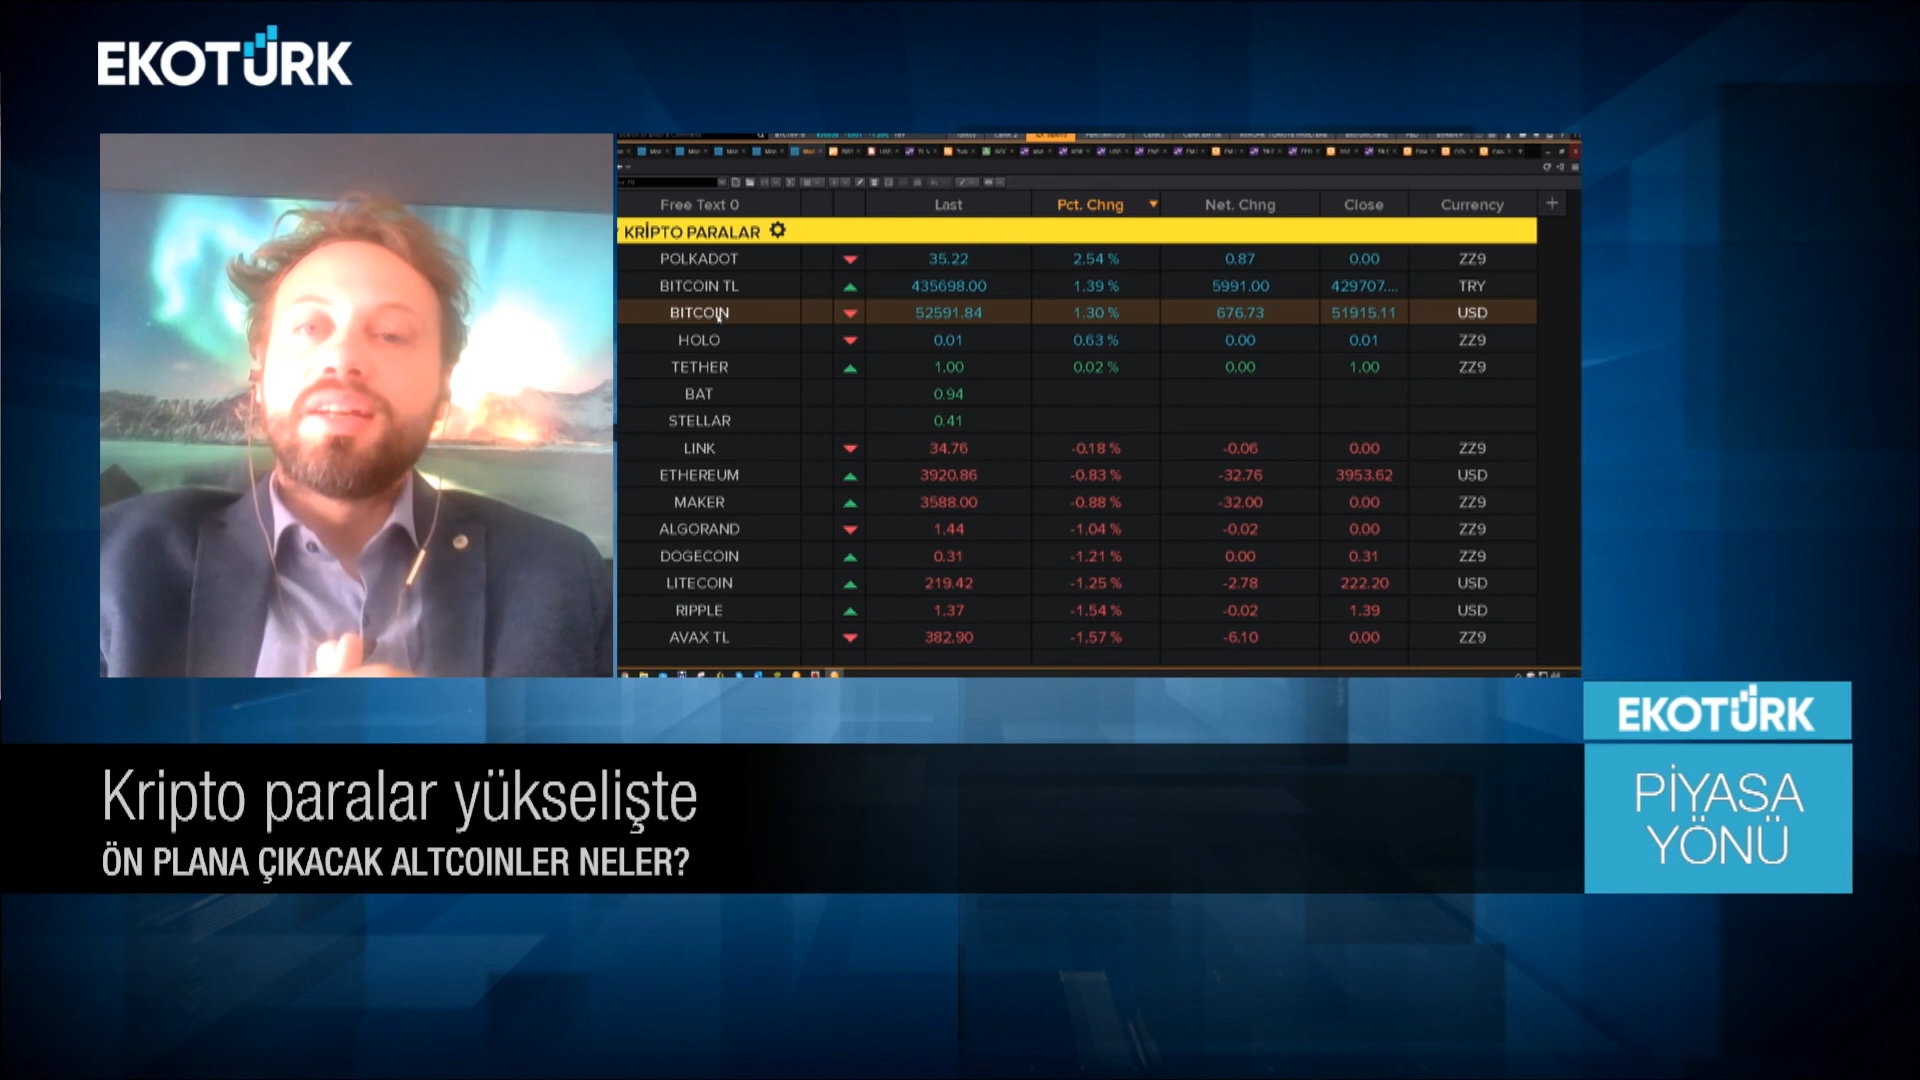 EKOTÜRK
Free Text 0 Last Pct. Chng Net. Chng Close Currency +
KRİPTO PARALAR
POLKADOT 35.22 2.54 % 0.87 0.00 ZZ9
BITCOIN TL 435698.00 1.39 % 5991.00 429707.... TRY
BITCOIN 52591.84 1.30 % 676.73 51915.11 USD
HOLO 0.01 0.63 % 0.00 0.01 ZZ9
TETHER 1.00 0.02 % 0.00 1.00 ZZ9
BAT 0.94
STELLAR 0.41
LINK 34.76 -0.18 % -0.06 0.00 ZZ9
ETHEREUM 3920.86 -0.83 % -32.76 3953.62 USD
MAKER 3588.00 -0.88 % -32.00 0.00 ZZ9
ALGORAND 1.44 -1.04 % -0.02 0.00 ZZ9
DOGECOIN 0.31 -1.21 % 0.00 0.31 ZZ9
LITECOIN 219.42 -1.25 % -2.78 222.20 USD
RIPPLE 1.37 -1.54 % -0.02 1.39 USD
AVAX TL 382.90 -1.57 % -6.10 0.00 ZZ9
EKOTÜRK
PİYASA
YÖNÜ
Kripto paralar yükselişte
ÖN PLANA ÇIKACAK ALTCOINLER NELER?